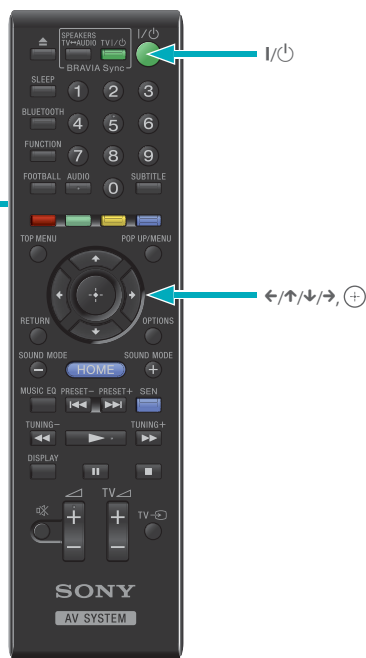 I/⏻
SPEAKERS
TV↔AUDIO TV I/⏻
I/⏻
BRAVIA Sync
SLEEP
1 2 3
BLUETOOTH
4 5 6
FUNCTION
7 8 9
FOOTBALL AUDIO 0 SUBTITLE
TOP MENU POP UP/MENU
←/↑/↓/→, ⊕
RETURN OPTIONS
SOUND MODE SOUND MODE
− HOME +
MUSIC EQ PRESET− PRESET+ SEN
TUNING− TUNING+
DISPLAY
TV
+ + TV
− −
SONY
AV SYSTEM